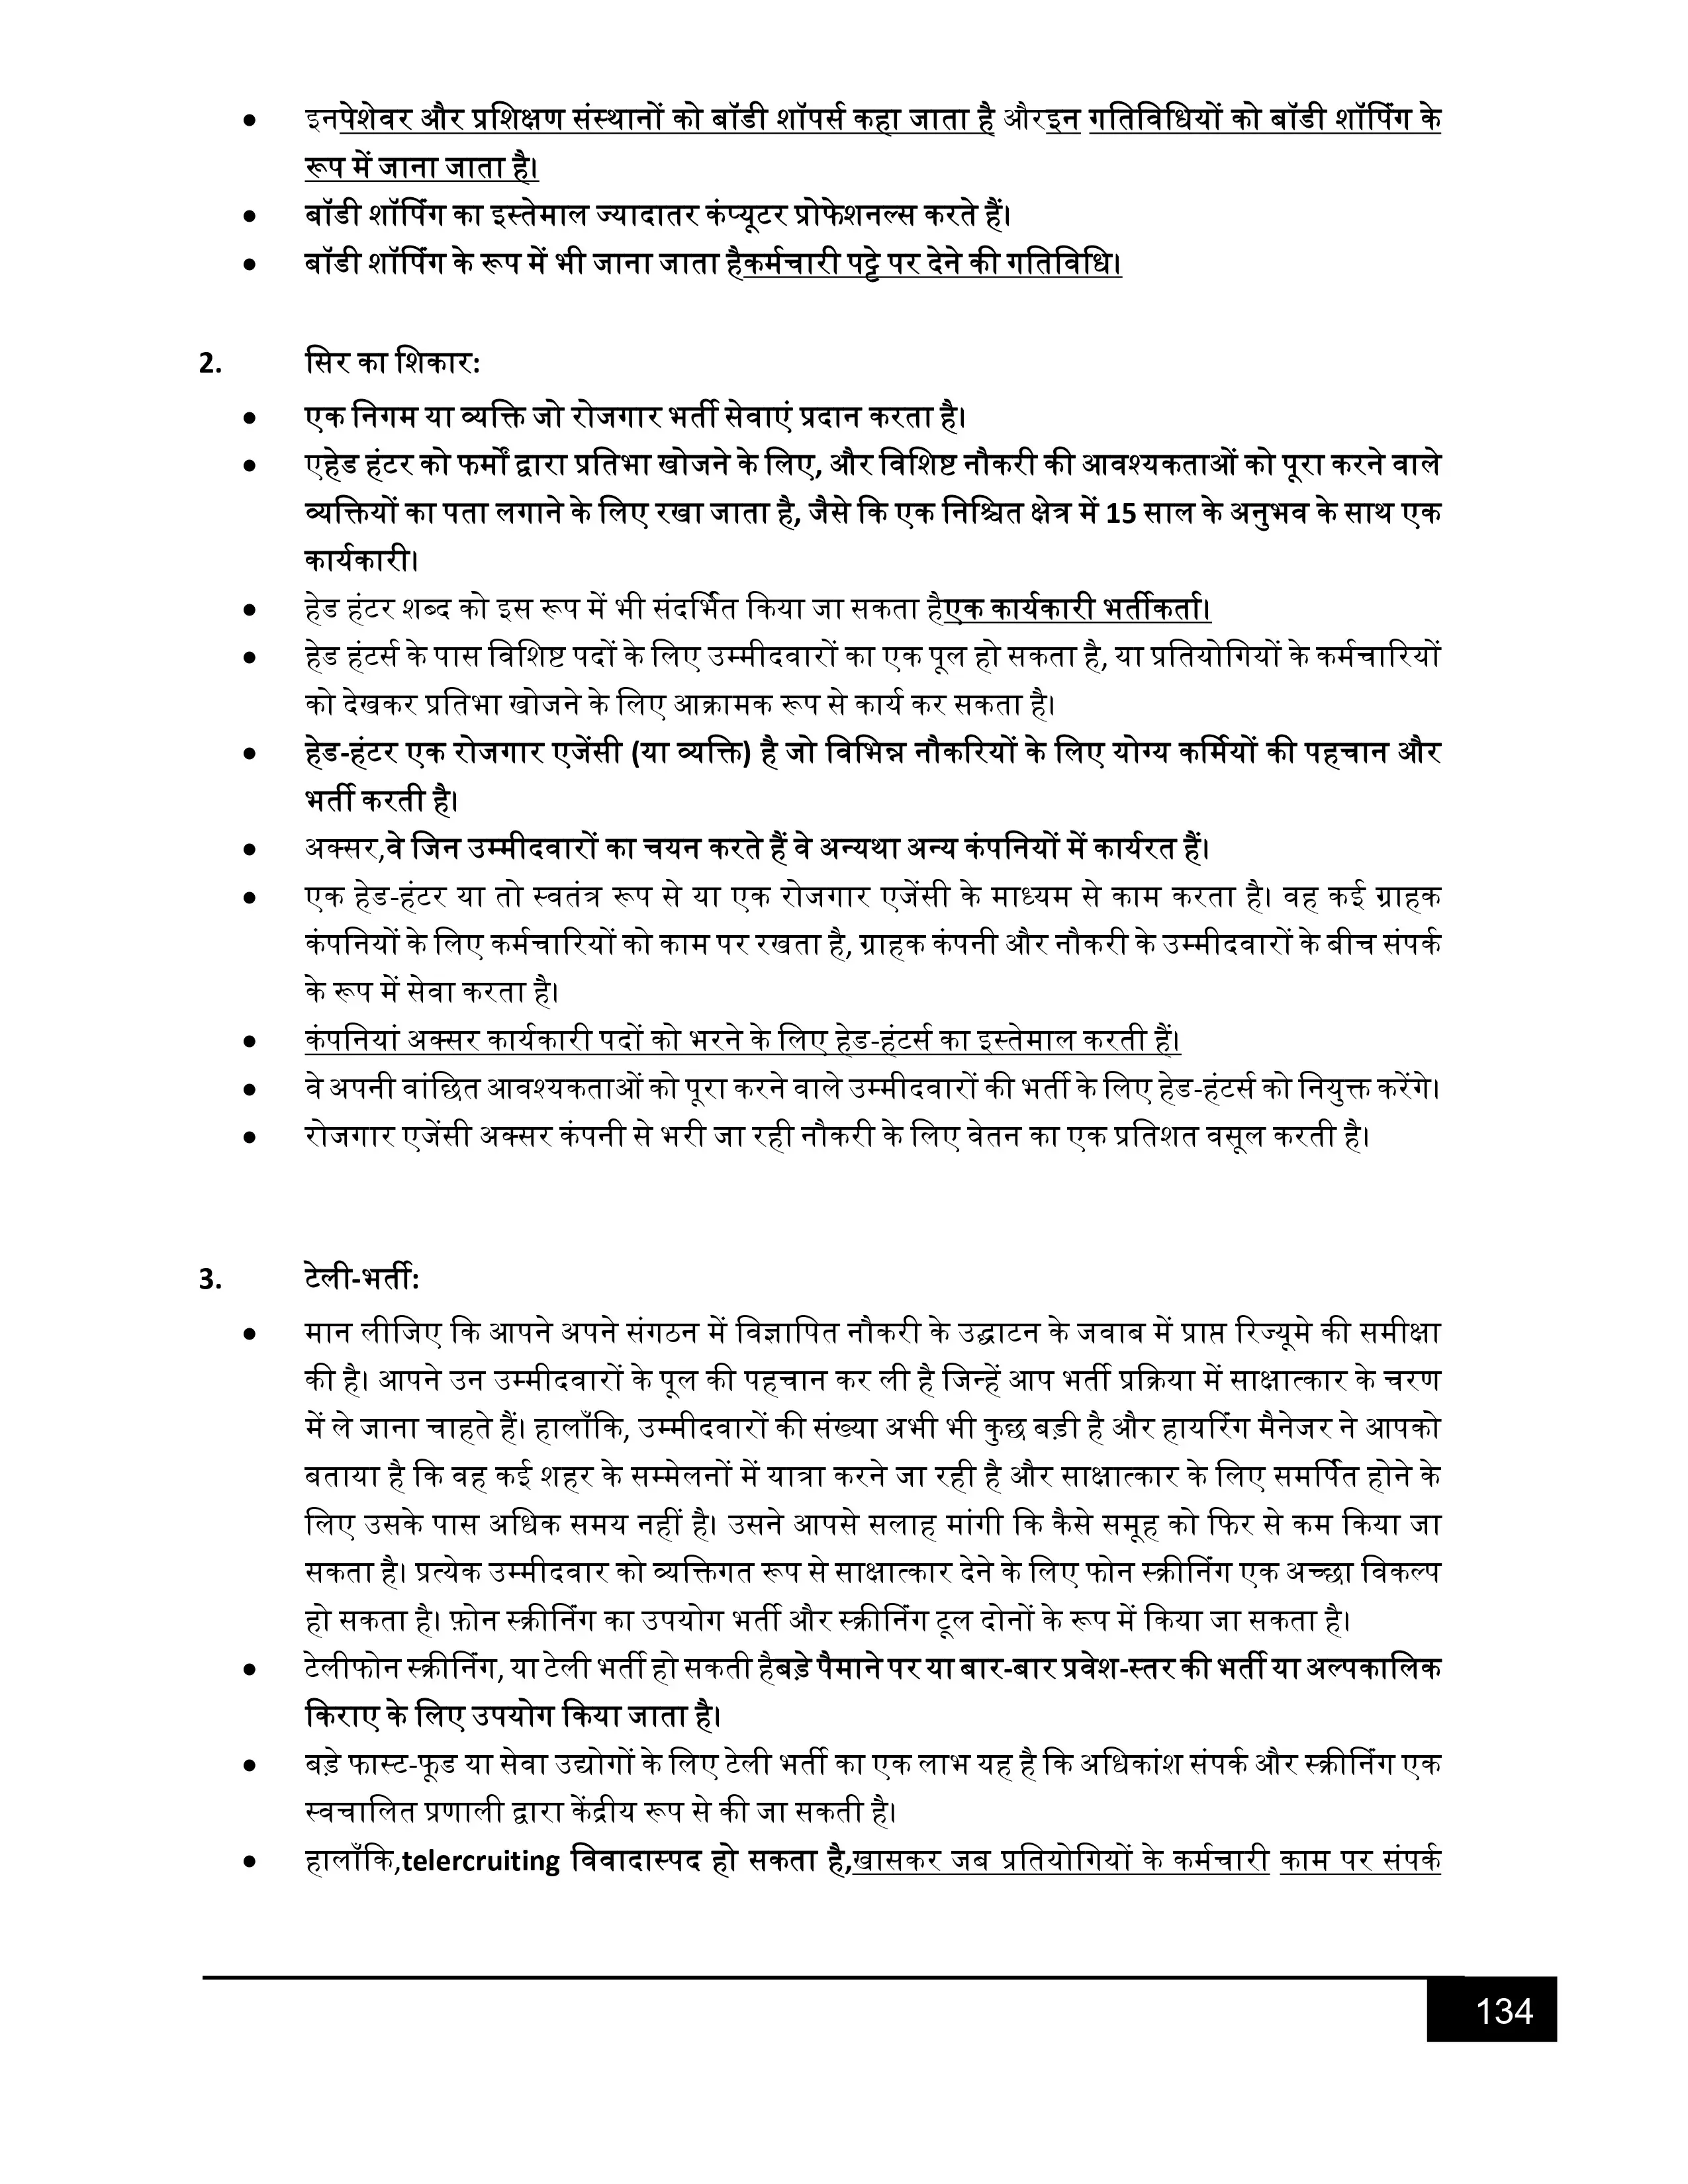 • इनपेशेवर और प्रशिक्षण संस्थानों को बॉडी शॉपर्स कहा जाता है औरइन गतिविधियों को बॉडी शॉपिंग के
रूप में जाना जाता है।
• बॉडी शॉपिंग का इस्तेमाल ज्यादातर कंप्यूटर प्रोफेशनल्स करते हैं।
• बॉडी शॉपिंग के रूप में भी जाना जाता हैकर्मचारी पट्टे पर देने की गतिविधि।
2. सिर का शिकार:
• एक निगम या व्यक्ति जो रोजगार भर्ती सेवाएं प्रदान करता है।
• एहेड हंटर को फर्मों द्वारा प्रतिभा खोजने के लिए, और विशिष्ट नौकरी की आवश्यकताओं को पूरा करने वाले
व्यक्तियों का पता लगाने के लिए रखा जाता है, जैसे कि एक निश्चित क्षेत्र में 15 साल के अनुभव के साथ एक
कार्यकारी।
• हेड हंटर शब्द को इस रूप में भी संदर्भित किया जा सकता हैएक कार्यकारी भर्तीकर्ता।
• हेड हंटर्स के पास विशिष्ट पदों के लिए उम्मीदवारों का एक पूल हो सकता है, या प्रतियोगियों के कर्मचारियों
को देखकर प्रतिभा खोजने के लिए आक्रामक रूप से कार्य कर सकता है।
• हेड-हंटर एक रोजगार एजेंसी (या व्यक्ति) है जो विभिन्न नौकरियों के लिए योग्य कर्मियों की पहचान और
भर्ती करती है।
• अक्सर,वे जिन उम्मीदवारों का चयन करते हैं वे अन्यथा अन्य कंपनियों में कार्यरत हैं।
• एक हेड-हंटर या तो स्वतंत्र रूप से या एक रोजगार एजेंसी के माध्यम से काम करता है। वह कई ग्राहक
कंपनियों के लिए कर्मचारियों को काम पर रखता है, ग्राहक कंपनी और नौकरी के उम्मीदवारों के बीच संपर्क
के रूप में सेवा करता है।
• कंपनियां अक्सर कार्यकारी पदों को भरने के लिए हेड-हंटर्स का इस्तेमाल करती हैं।
• वे अपनी वांछित आवश्यकताओं को पूरा करने वाले उम्मीदवारों की भर्ती के लिए हेड-हंटर्स को नियुक्त करेंगे।
• रोजगार एजेंसी अक्सर कंपनी से भरी जा रही नौकरी के लिए वेतन का एक प्रतिशत वसूल करती है।
3. टेली-भर्ती:
• मान लीजिए कि आपने अपने संगठन में विज्ञापित नौकरी के उद्घाटन के जवाब में प्राप्त रिज्यूमे की समीक्षा
की है। आपने उन उम्मीदवारों के पूल की पहचान कर ली है जिन्हें आप भर्ती प्रक्रिया में साक्षात्कार के चरण
में ले जाना चाहते हैं। हालाँकि, उम्मीदवारों की संख्या अभी भी कुछ बड़ी है और हायरिंग मैनेजर ने आपको
बताया है कि वह कई शहर के सम्मेलनों में यात्रा करने जा रही है और साक्षात्कार के लिए समर्पित होने के
लिए उसके पास अधिक समय नहीं है। उसने आपसे सलाह मांगी कि कैसे समूह को फिर से कम किया जा
सकता है। प्रत्येक उम्मीदवार को व्यक्तिगत रूप से साक्षात्कार देने के लिए फोन स्क्रीनिंग एक अच्छा विकल्प
हो सकता है। फ़ोन स्क्रीनिंग का उपयोग भर्ती और स्क्रीनिंग टूल दोनों के रूप में किया जा सकता है।
• टेलीफोन स्क्रीनिंग, या टेली भर्ती हो सकती हैबड़े पैमाने पर या बार-बार प्रवेश-स्तर की भर्ती या अल्पकालिक
किराए के लिए उपयोग किया जाता है।
• बड़े फास्ट-फूड या सेवा उद्योगों के लिए टेली भर्ती का एक लाभ यह है कि अधिकांश संपर्क और स्क्रीनिंग एक
स्वचालित प्रणाली द्वारा केंद्रीय रूप से की जा सकती है।
• हालाँकि,telercruiting विवादास्पद हो सकता है,खासकर जब प्रतियोगियों के कर्मचारी काम पर संपर्क
134